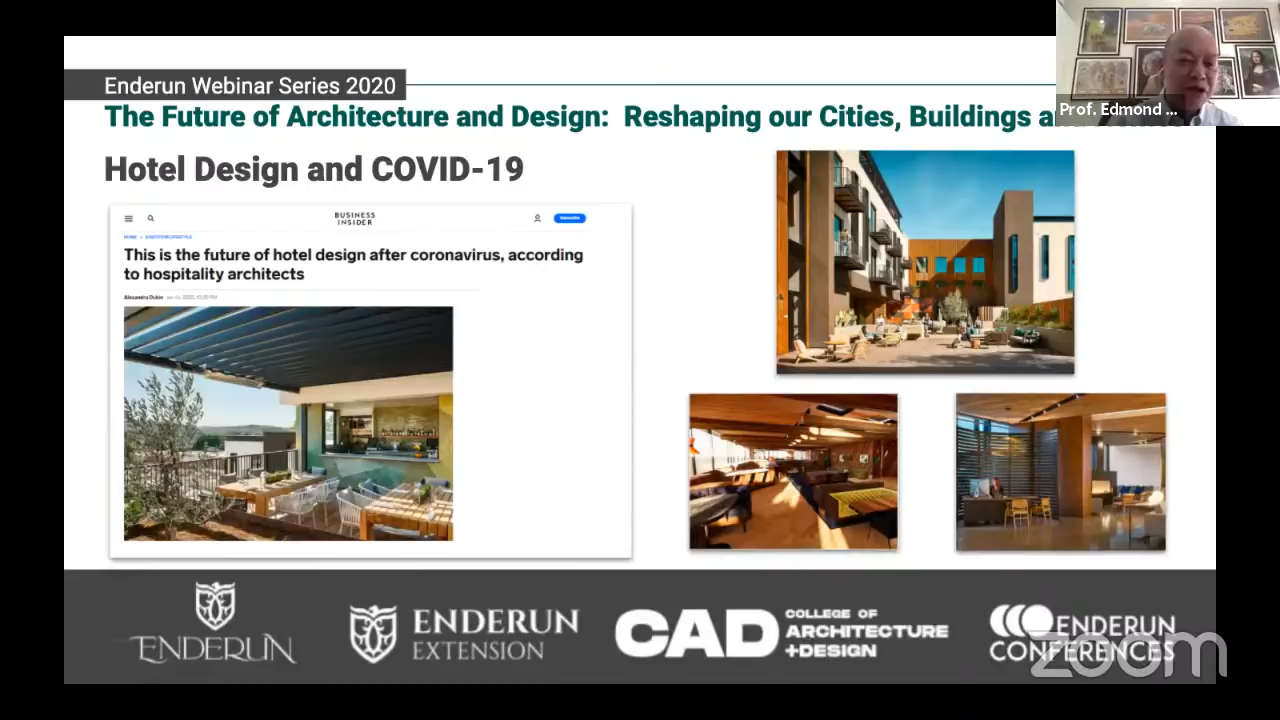 Enderun Webinar Series 2020
The Future of Architecture and Design: Reshaping our Cities, Buildings
Prof. Edmond ...
Hotel Design and COVID-19
BUSINESS
INSIDER
HOME
This is the future of hotel design after coronavirus, according
to hospitality architects
ENDERUN
ENDERUN
EXTENSION
CAD
COLLEGE OF
ARCHITECTURE
+DESIGN
ENDERUN
CONFERENCES
zoom